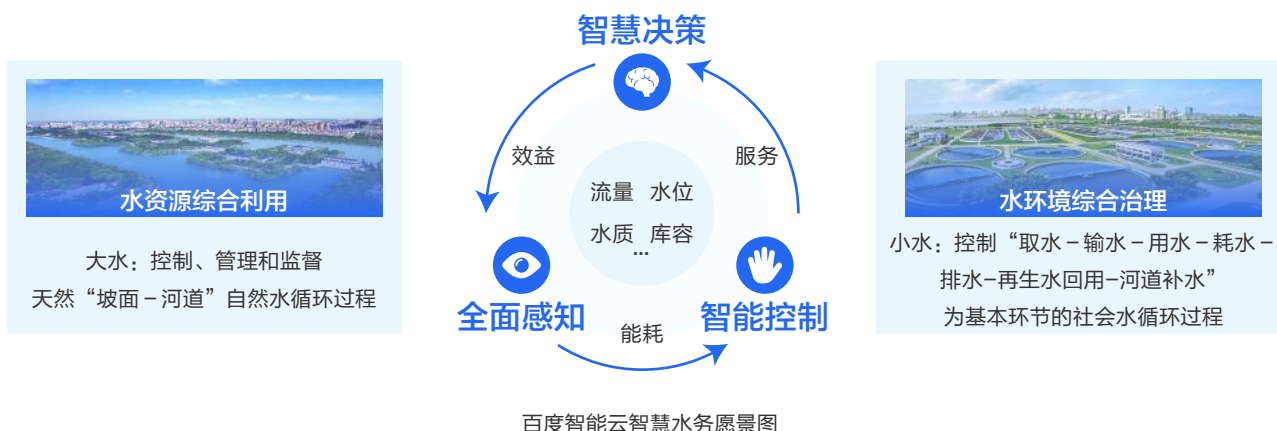 智慧决策
水资源综合利用
大水：控制、管理和监督
天然“坡面－河道”自然水循环过程
效益
服务
流量 水位
水质 库容
...
全面感知
智能控制
能耗
水环境综合治理
小水：控制“取水－输水－用水－耗水－
排水－再生水回用－河道补水”
为基本环节的社会水循环过程
百度智能云智慧水务愿景图